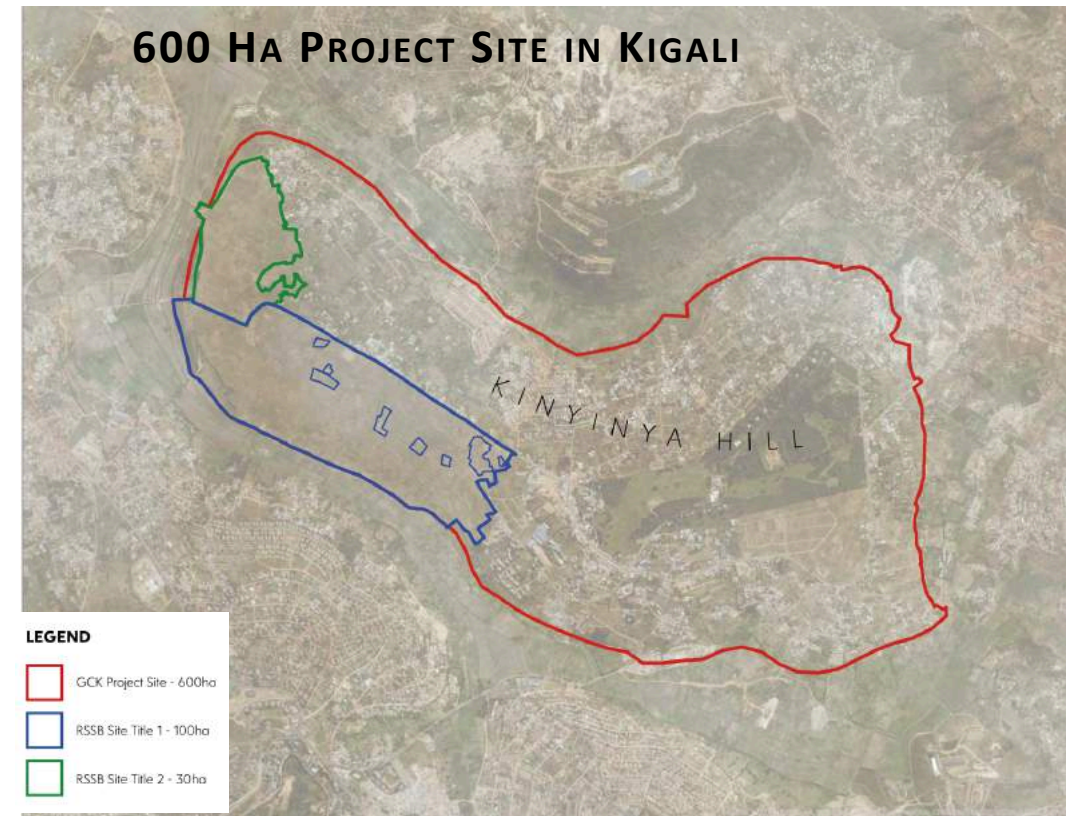 600 HA PROJECT SITE IN KIGALI
KINYINYA HILL
LEGEND
GCK Project Site - 600ha
RSSB Site Title 1 - 100ha
RSSB Site Title 2 - 30ha